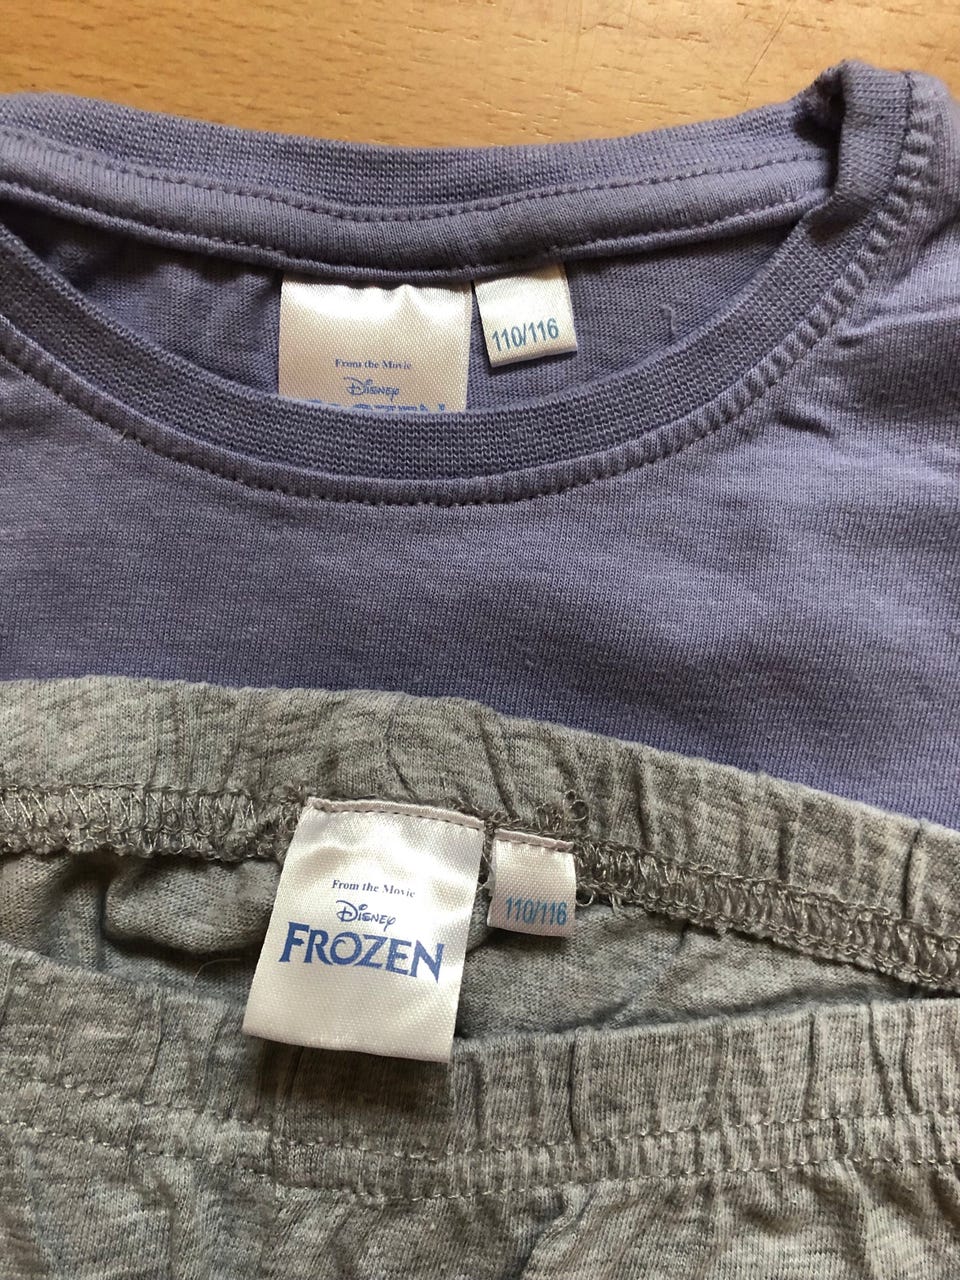 From the Movie
Disney
110/116
From the Movie
Disney
FROZEN
110/116